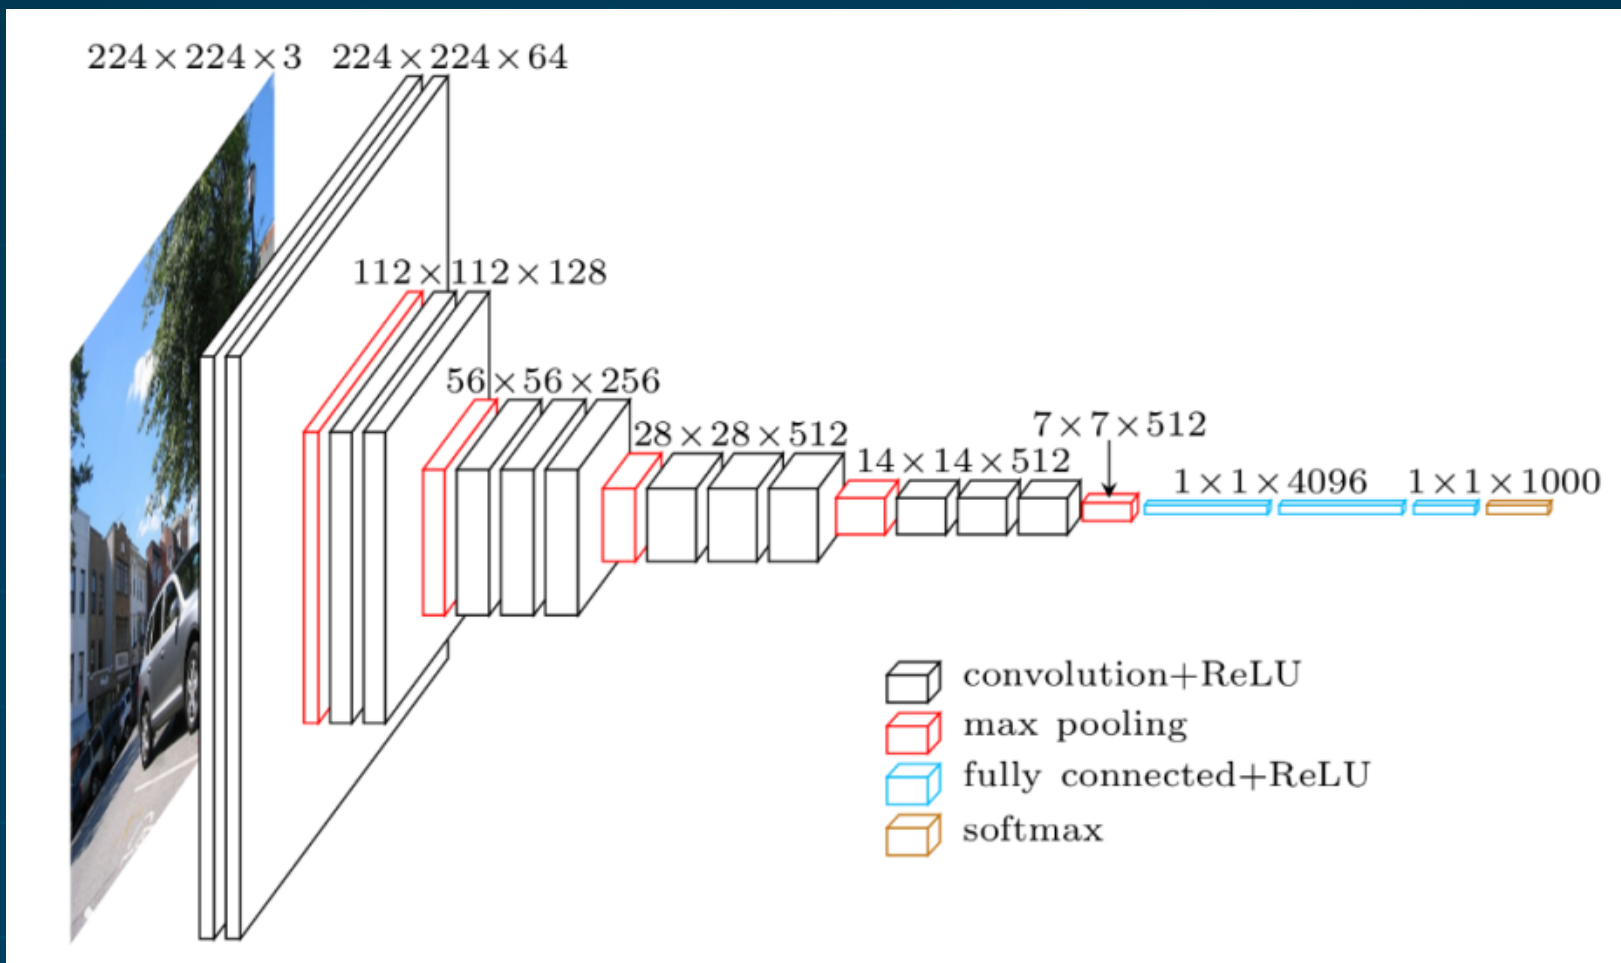 224×224×3
224×224×64
112×112×128
56×56×256
28×28×512
14×14×512
7×7×512
1×1×4096
1×1×1000
convolution+ReLU
max pooling
fully connected+ReLU
softmax